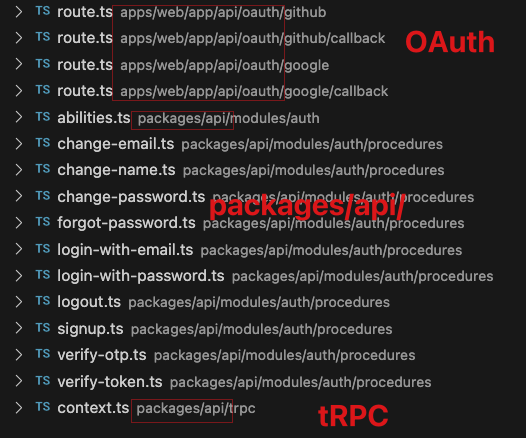 TS route.ts apps/web/app/api/oauth/github
TS route.ts apps/web/app/api/oauth/github/callback
OAuth
TS route.ts apps/web/app/api/oauth/google
TS route.ts apps/web/app/api/oauth/google/callback
TS abilities.ts packages/api/modules/auth
TS change-email.ts packages/api/modules/auth/procedures
TS change-name.ts packages/api/modules/auth/procedures
TS change-password.ts packages/api/modules/auth/procedures
packages/api/
TS forgot-password.ts packages/api/modules/auth/procedures
TS login-with-email.ts packages/api/modules/auth/procedures
TS login-with-password.ts packages/api/modules/auth/procedures
TS logout.ts packages/api/modules/auth/procedures
TS signup.ts packages/api/modules/auth/procedures
TS verify-otp.ts packages/api/modules/auth/procedures
TS verify-token.ts packages/api/modules/auth/procedures
TS context.ts packages/api/trpc
tRPC